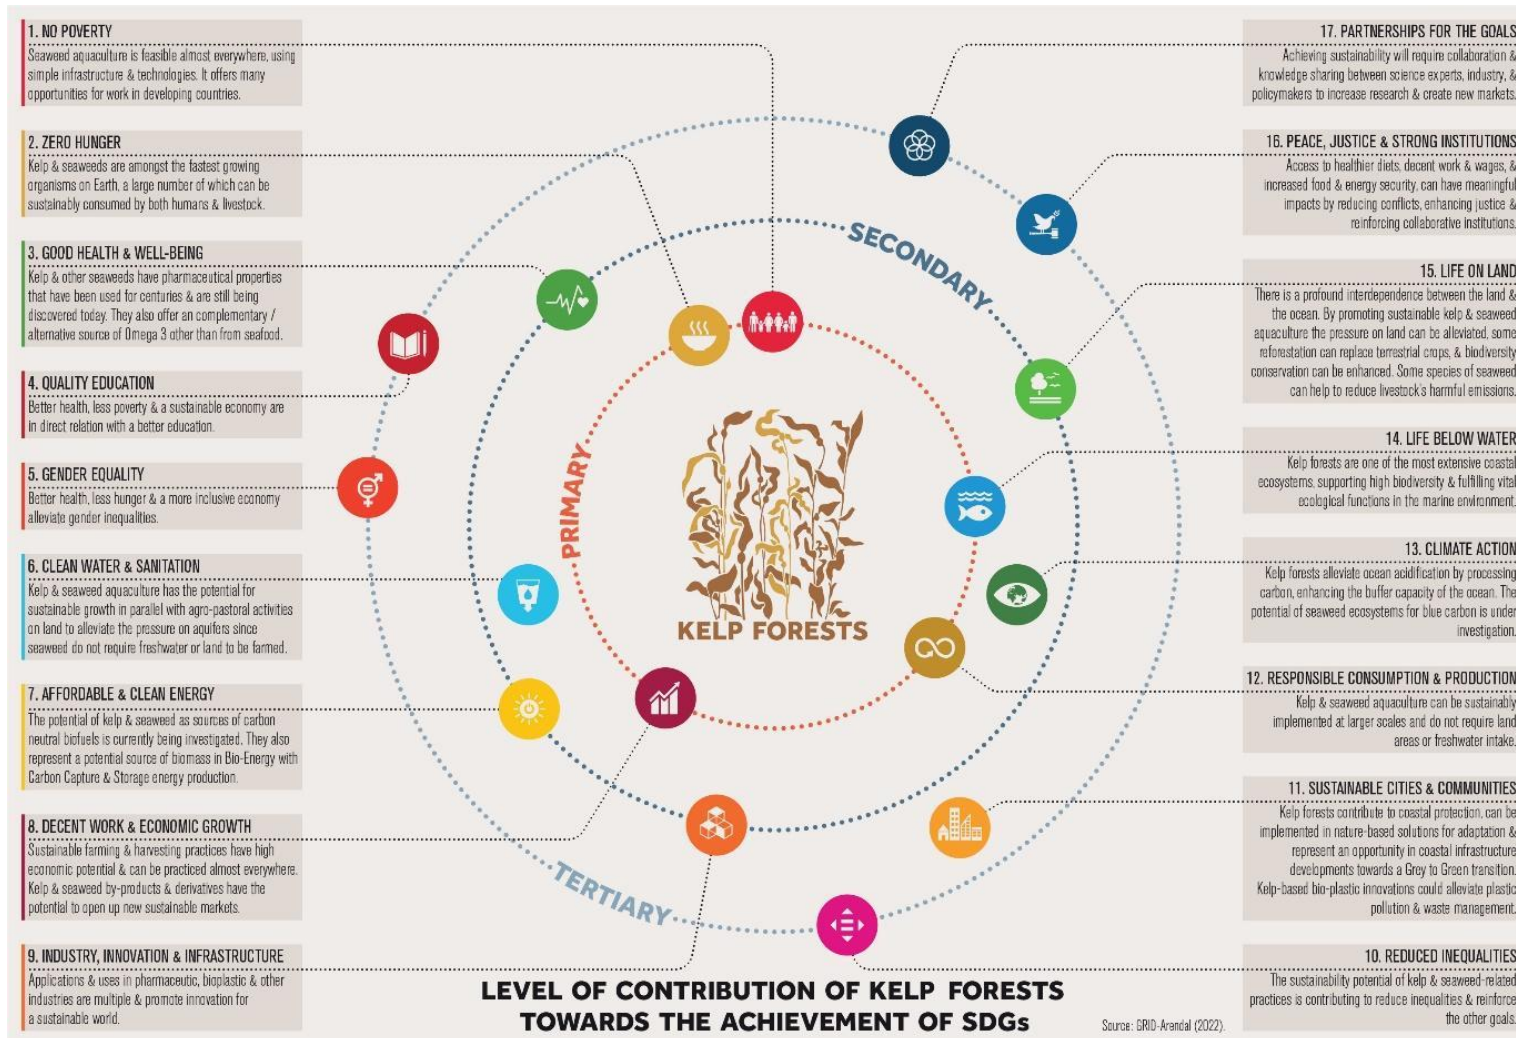 1. NO POVERTY
Seaweed aquaculture is feasible almost everywhere, using
simple infrastructure & technologies. It offers many
opportunities for work in developing countries.
2. ZERO HUNGER
Kelp & seaweeds are amongst the fastest growing
organisms on Earth, a large number of which can be
sustainably consumed by both humans & livestock.
3. GOOD HEALTH & WELL-BEING
Kelp & other seaweeds have pharmaceutical properties
that have been used for centuries & are still being
discovered today. They also offer an complementary /
alternative source of Omega 3 other than from seafood.
4. QUALITY EDUCATION
Better health, less poverty & a sustainable economy are
in direct relation with a better education.
5. GENDER EQUALITY
Better health, less hunger & a more inclusive economy
alleviate gender inequalities.
6. CLEAN WATER & SANITATION
Kelp & seaweed aquaculture has the potential for
sustainable growth in parallel with agro-pastoral activities
on land to alleviate the pressure on aquifers since
seaweed do not require freshwater or land to be farmed.
7. AFFORDABLE & CLEAN ENERGY
The potential of kelp & seaweed as sources of carbon
neutral biofuels is currently being investigated. They also
represent a potential source of biomass in Bio-Energy with
Carbon Capture & Storage energy production.
8. DECENT WORK & ECONOMIC GROWTH
Sustainable farming & harvesting practices have high
economic potential & can be practiced almost everywhere.
Kelp & seaweed by-products & derivatives have the
potential to open up new sustainable markets.
9. INDUSTRY, INNOVATION & INFRASTRUCTURE
Applications & uses in pharmaceutic, bioplastic & other
industries are multiple & promote innovation for
a sustainable world.
SECONDARY
PRIMARY
KELP FORESTS
TERTIARY
LEVEL OF CONTRIBUTION OF KELP FORESTS
TOWARDS THE ACHIEVEMENT OF SDGs
Source: GRID-Arendal (2022).
17. PARTNERSHIPS FOR THE GOALS
Achieving sustainability will require collaboration &
knowledge sharing between science experts, industry, &
policymakers to increase research & create new markets.
16. PEACE, JUSTICE & STRONG INSTITUTIONS
Access to healthier diets, decent work & wages, &
increased food & energy security, can have meaningful
impacts by reducing conflicts, enhancing justice &
reinforcing collaborative institutions.
15. LIFE ON LAND
There is a profound interdependence between the land &
the ocean. By promoting sustainable kelp & seaweed
aquaculture the pressure on land can be alleviated, some
reforestation can replace terrestrial crops, & biodiversity
conservation can be enhanced. Some species of seaweed
can help to reduce livestock's harmful emissions.
14. LIFE BELOW WATER
Kelp forests are one of the most extensive coastal
ecosystems, supporting high biodiversity & fulfilling vital
ecological functions in the marine environment.
13. CLIMATE ACTION
Kelp forests alleviate ocean acidification by processing
carbon, enhancing the buffer capacity of the ocean. The
potential of seaweed ecosystems for blue carbon is under
investigation.
12. RESPONSIBLE CONSUMPTION & PRODUCTION
Kelp & seaweed aquaculture can be sustainably
implemented at larger scales and do not require land
areas or freshwater intake.
11. SUSTAINABLE CITIES & COMMUNITIES
Kelp forests contribute to coastal protection, can be
implemented in nature-based solutions for adaptation &
represent an opportunity in coastal infrastructure
developments towards a Grey to Green transition.
Kelp-based bio-plastic innovations could alleviate plastic
pollution & waste management.
10. REDUCED INEQUALITIES
The sustainability potential of kelp & seaweed-related
practices is contributing to reduce inequalities & reinforce
the other goals.